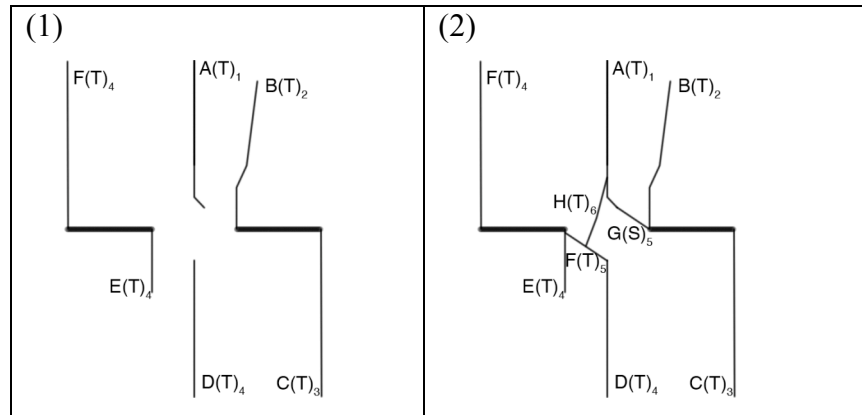 (1)
A(T)₁
F(T)₄
B(T)₂
E(T)₄
D(T)₄
C(T)₃
(2)
A(T)₁
F(T)₄
B(T)₂
H(T)₆
G(S)₅
F(T)₅
E(T)₄
D(T)₄
C(T)₃